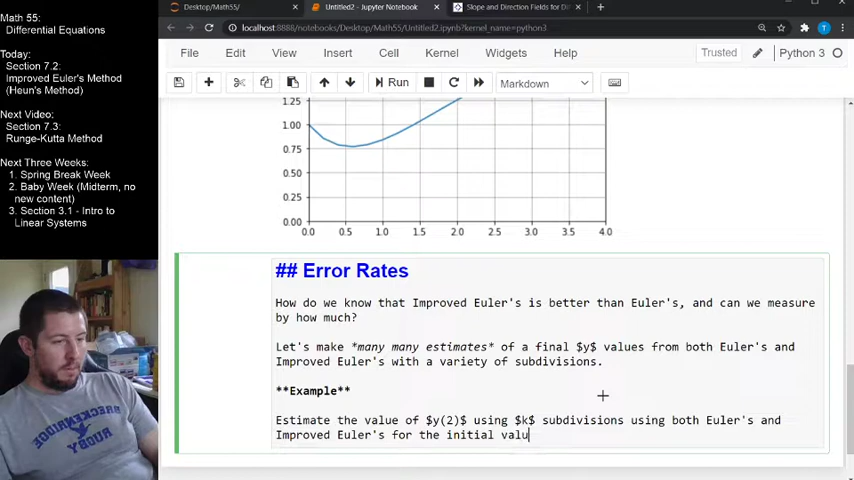 Math 55:
Differential Equations
Today:
Section 7.2:
Improved Euler's Method
(Heun's Method)
Next Video:
Section 7.3:
Runge-Kutta Method
Next Three Weeks:
1. Spring Break Week
2. Baby Week (Midterm, no
new content)
3. Section 3.1 - Intro to
Linear Systems
Desktop/Math55/
Untitled2 - Jupyter Notebook
Slope and Direction Fields for Di
localhost:8888/notebooks/Desktop/Math55/Untitled2.ipynb?kernel_name=python3
File Edit View Insert Cell Kernel Widgets Help
Trusted
Python 3
Run
Markdown
1.25
1.00
0.75
0.50
0.25
0.00
0.0 0.5 1.0 1.5 2.0 2.5 3.0 3.5 4.0
## Error Rates
How do we know that Improved Euler's is better than Euler's, and can we measure
by how much?
Let's make *many many estimates* of a final $y$ values from both Euler's and
Improved Euler's with a variety of subdivisions.
**Example**
Estimate the value of $y(2)$ using $k$ subdivisions using both Euler's and
Improved Euler's for the initial valu
BRECKENRIDGE
RUGBY